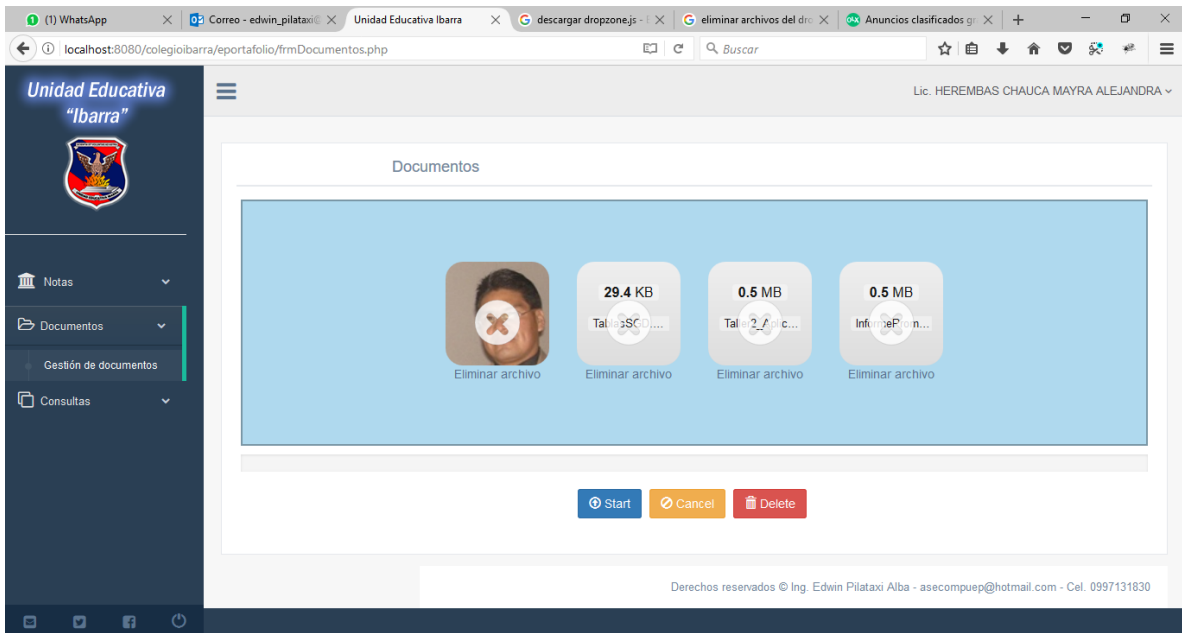 (1) WhatsApp
Correo - edwin_pilataxi
Unidad Educativa Ibarra
descargar dropzone.js -
eliminar archivos del dro
Anuncios clasificados gr
localhost:8080/colegioibarra/eportafolio/frmDocumentos.php
Buscar
Unidad Educativa
“Ibarra”
Lic. HEREMBAS CHAUCA MAYRA ALEJANDRA
Documentos
Notas
Documentos
Gestión de documentos
Consultas
29.4 KB
0.5 MB
0.5 MB
Eliminar archivo
Eliminar archivo
Eliminar archivo
Eliminar archivo
Start
Cancel
Delete
Derechos reservados © Ing. Edwin Pilataxi Alba - asecompuep@hotmail.com - Cel. 0997131830